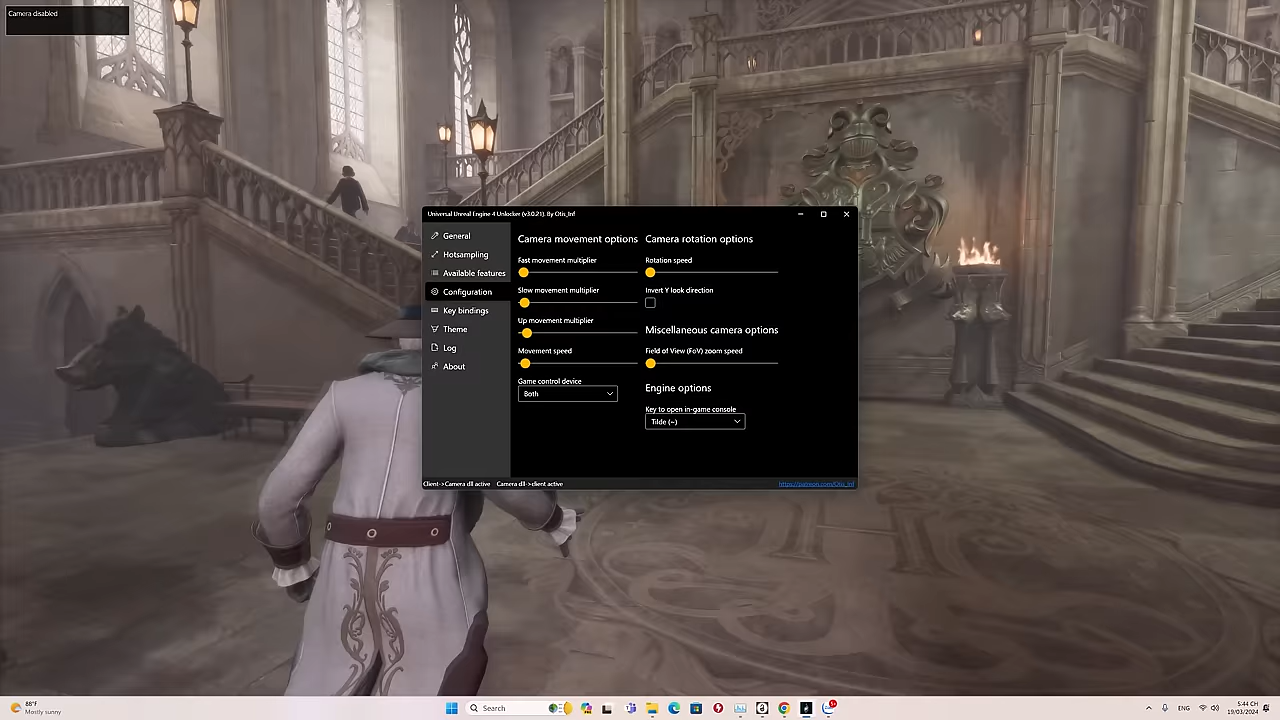 Camera disabled
Universal Unreal Engine 4 Unlocker (v3.0.21). By Otis_Inf
General
Hotsampling
Available features
Configuration
Key bindings
Theme
Log
About
Camera movement options
Fast movement multiplier
Slow movement multiplier
Up movement multiplier
Movement speed
Game control device
Both
Camera rotation options
Rotation speed
Invert Y look direction
Miscellaneous camera options
Field of View (FoV) zoom speed
Engine options
Key to open in-game console
Tilde (~)
Client->Camera dll active Camera dll->client active
https://patreon.com/Otis_Inf
88°F
Mostly sunny
Search
ENG
5:44 CH
19/03/2024